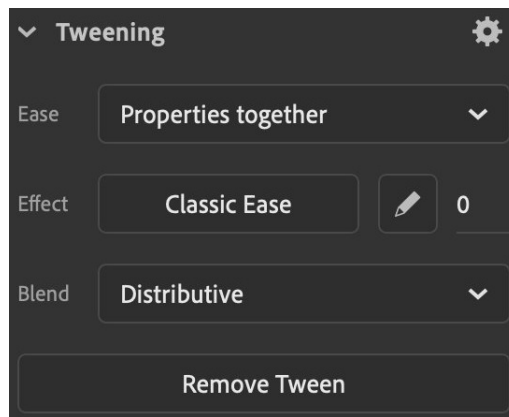 Tweening
Ease Properties together
Effect Classic Ease 0
Blend Distributive
Remove Tween